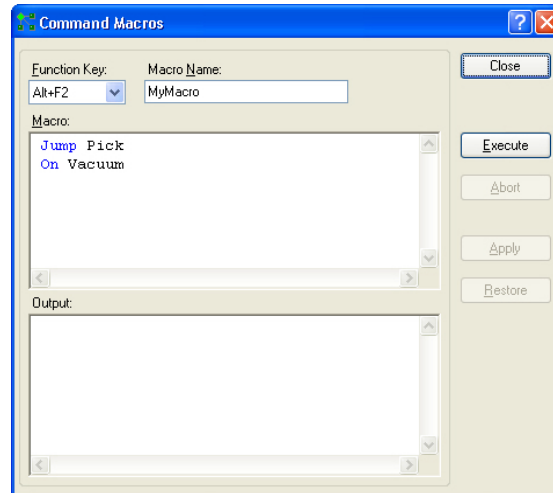 Command Macros
Function Key: Macro Name: Close
Alt+F2 MyMacro
Macro:
Jump Pick
On Vacuum
Execute
Abort
Apply
Restore
Output: